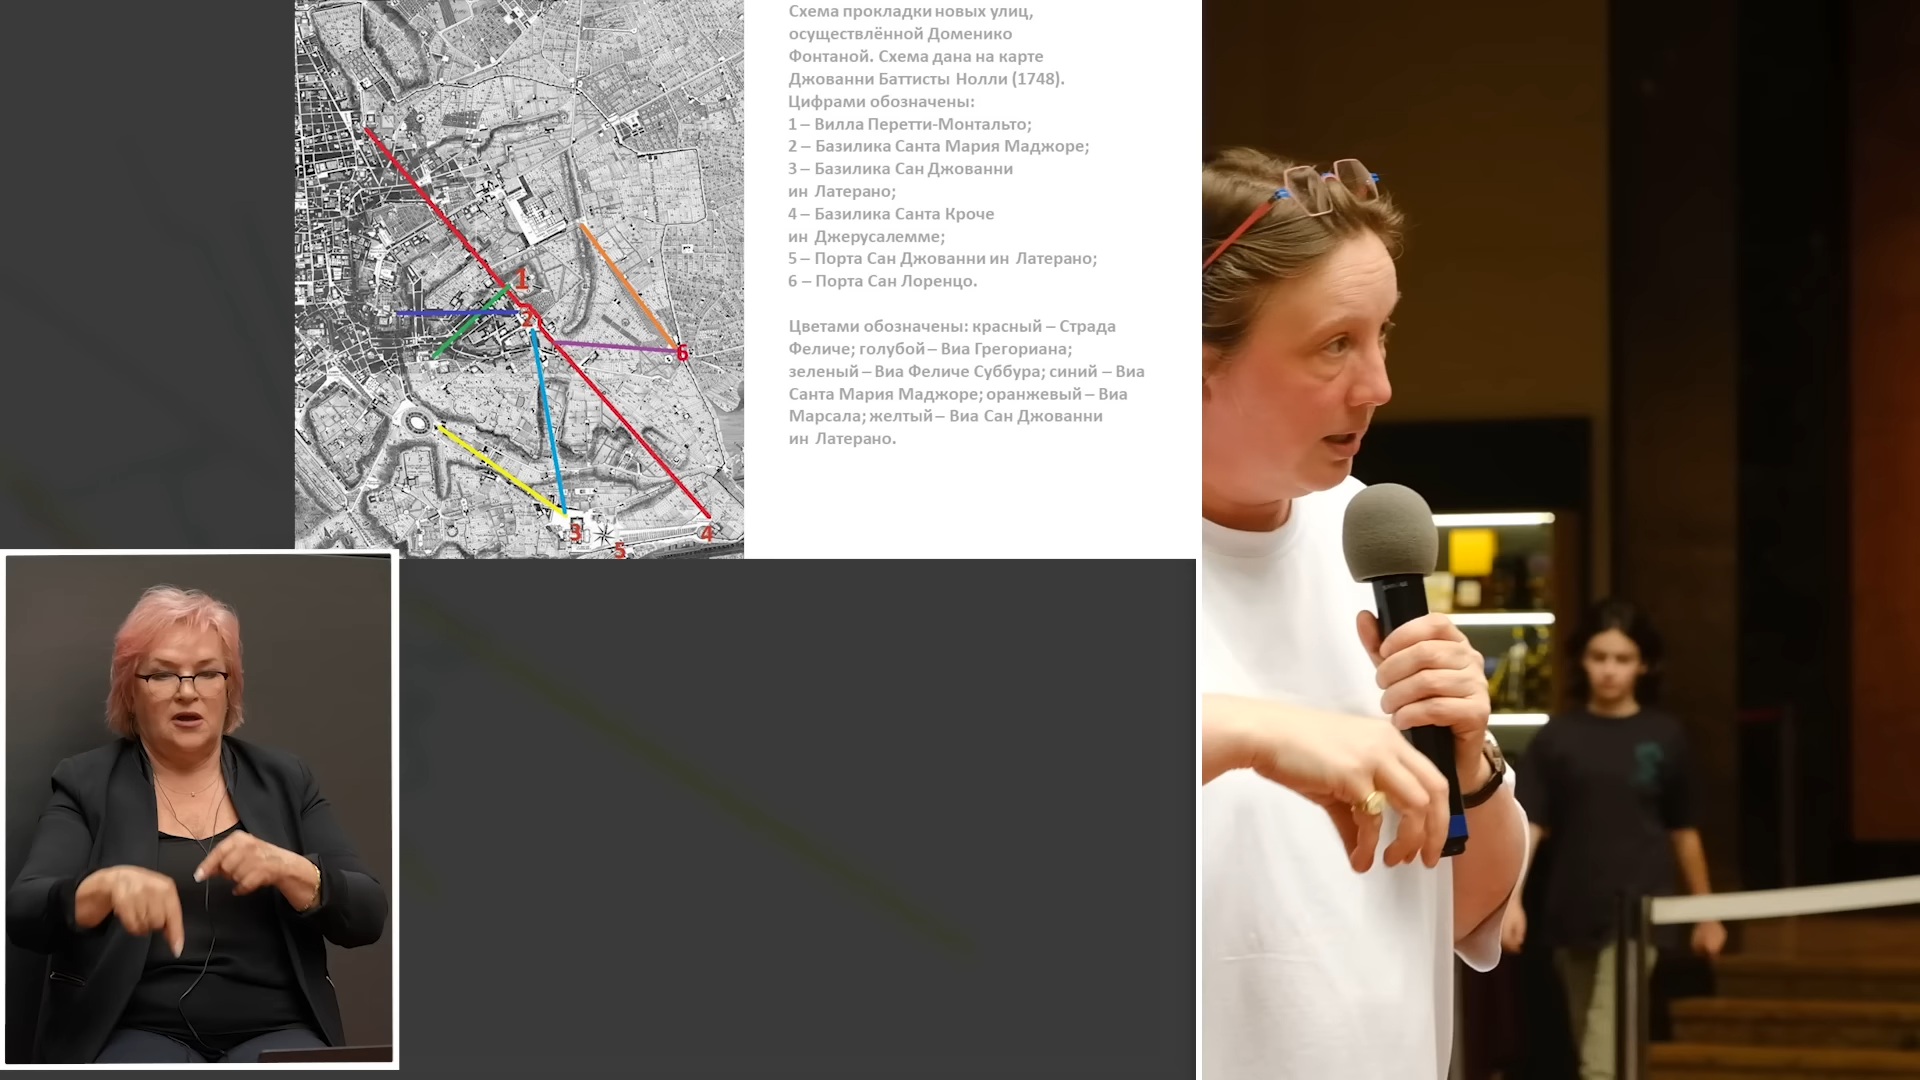 Схема прокладки новых улиц,
осуществлённой Доменико
Фонтаной. Схема дана на карте
Джованни Баттисты Нолли (1748).
Цифрами обозначены:
1 – Вилла Перетти-Монтальто;
2 – Базилика Санта Мария Маджоре;
3 – Базилика Сан Джованни
ин Латерано;
4 – Базилика Санта Кроче
ин Джерусалемме;
5 – Порта Сан Джованни ин Латерано;
6 – Порта Сан Лоренцо.
Цветами обозначены: красный – Страда
Феличе; голубой – Виа Грегориана;
зеленый – Виа Феличе Суббура; синий – Виа
Санта Мария Маджоре; оранжевый – Виа
Марсала; желтый – Виа Сан Джованни
ин Латерано.
1
2
6
3
4
5